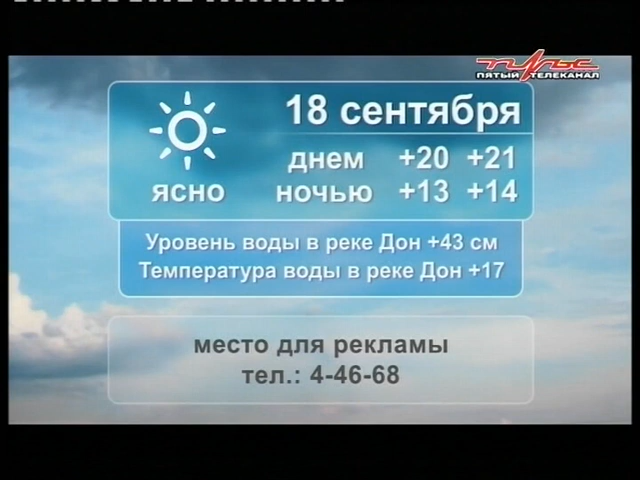 Пульс
ПЯТЫЙ ТЕЛЕКАНАЛ
18 сентября
днем +20 +21
ясно
ночью +13 +14
Уровень воды в реке Дон +43 см
Температура воды в реке Дон +17
место для рекламы
тел.: 4-46-68